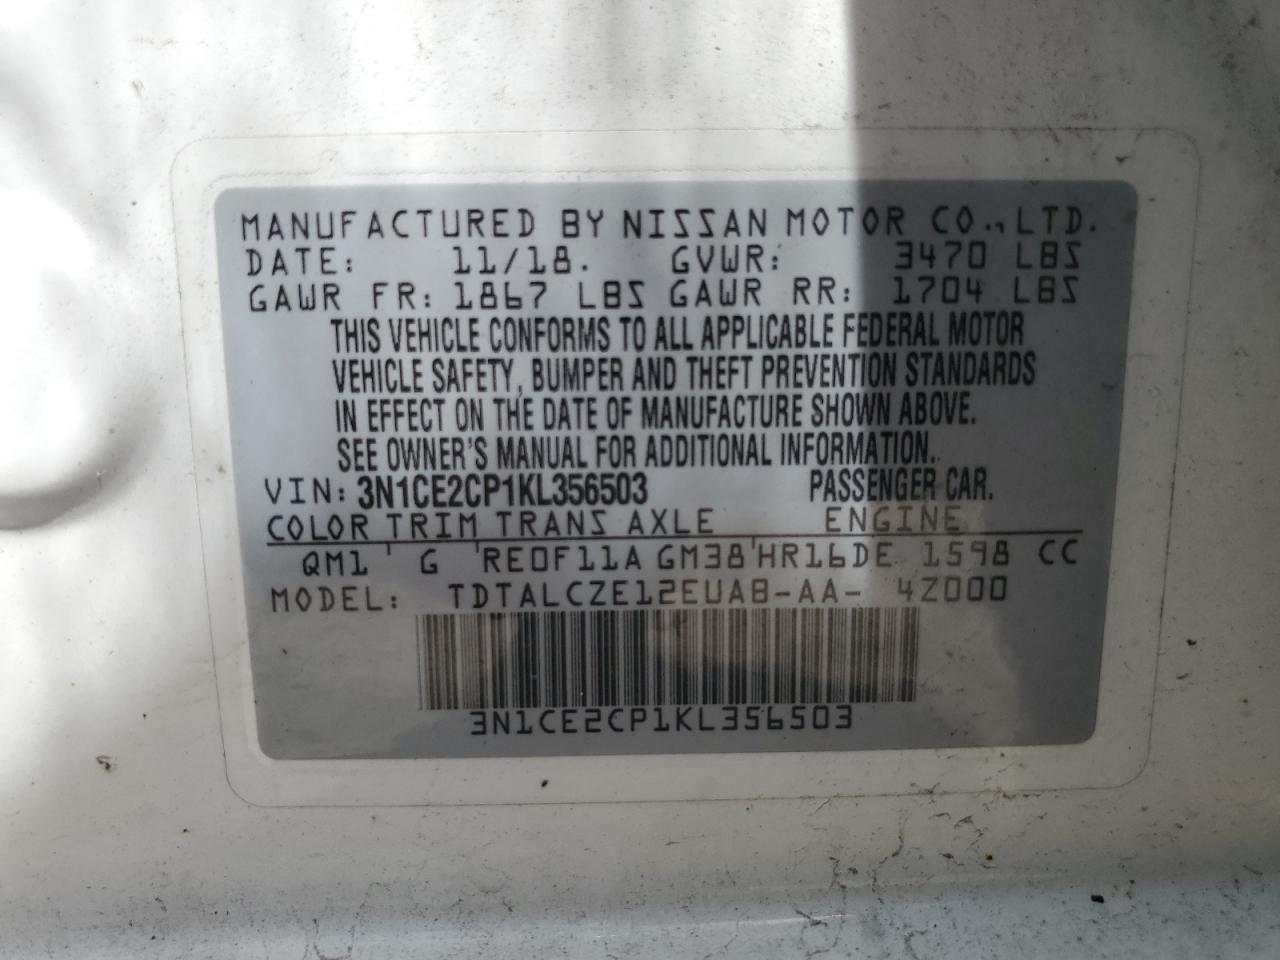 MANUFACTURED BY NISSAN MOTOR CO., LTD.
DATE: 11/18. GVWR: 3470 LBS
GAWR FR: 1867 LBS GAWR RR: 1704 LBS
THIS VEHICLE CONFORMS TO ALL APPLICABLE FEDERAL MOTOR
VEHICLE SAFETY, BUMPER AND THEFT PREVENTION STANDARDS
IN EFFECT ON THE DATE OF MANUFACTURE SHOWN ABOVE.
SEE OWNER'S MANUAL FOR ADDITIONAL INFORMATION.
VIN: 3N1CE2CP1KL356503 PASSENGER CAR.
COLOR TRIM TRANS AXLE ENGINE
QM1 ' G ' RE0F11A GM38 ' HR16DE 1598 CC
MODEL: TDTALCZE12EUAB-AA- 4Z000
3N1CE2CP1KL356503